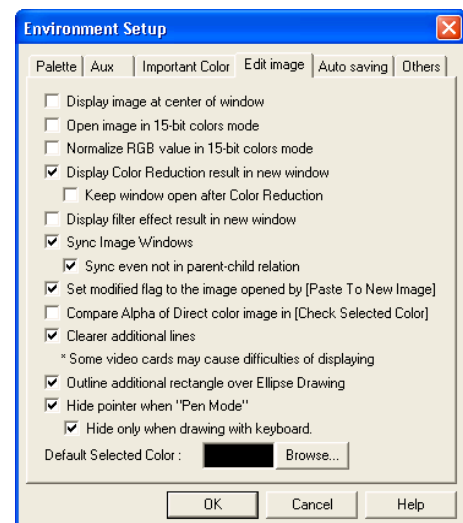 Environment Setup
Palette Aux Important Color Edit image Auto saving Others
Display image at center of window
Open image in 15-bit colors mode
Normalize RGB value in 15-bit colors mode
Display Color Reduction result in new window
Keep window open after Color Reduction
Display filter effect result in new window
Sync Image Windows
Sync even not in parent-child relation
Set modified flag to the image opened by [Paste To New Image]
Compare Alpha of Direct color image in [Check Selected Color]
Clearer additional lines
* Some video cards may cause difficulties of displaying
Outline additional rectangle over Ellipse Drawing
Hide pointer when "Pen Mode"
Hide only when drawing with keyboard.
Default Selected Color : Browse...
OK Cancel Help